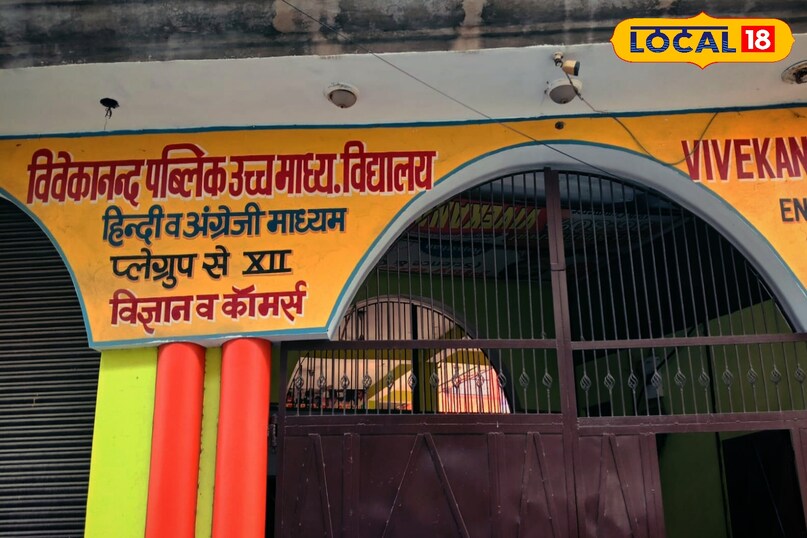 LOCAL 18
विवेकानन्द पब्लिक उच्च माध्य. विद्यालय
हिन्दी व अंग्रेजी माध्यम
प्लेग्रुप से XII
विज्ञान व कॉमर्स
VIVEKAN
EN